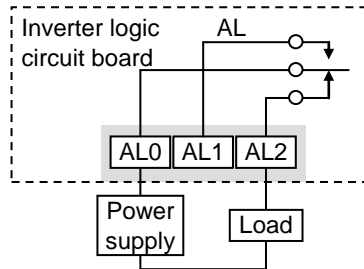 Inverter logic
circuit board
AL
AL0 AL1 AL2
Power
supply
Load